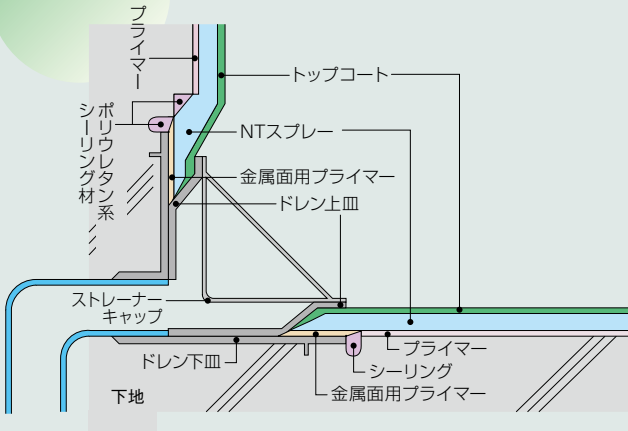 プライマー
トップコート
ポリウレタン系
シーリング材
NTスプレー
金属面用プライマー
ドレン上皿
ストレーナー
キャップ
ドレン下皿
プライマー
シーリング
金属面用プライマー
下地